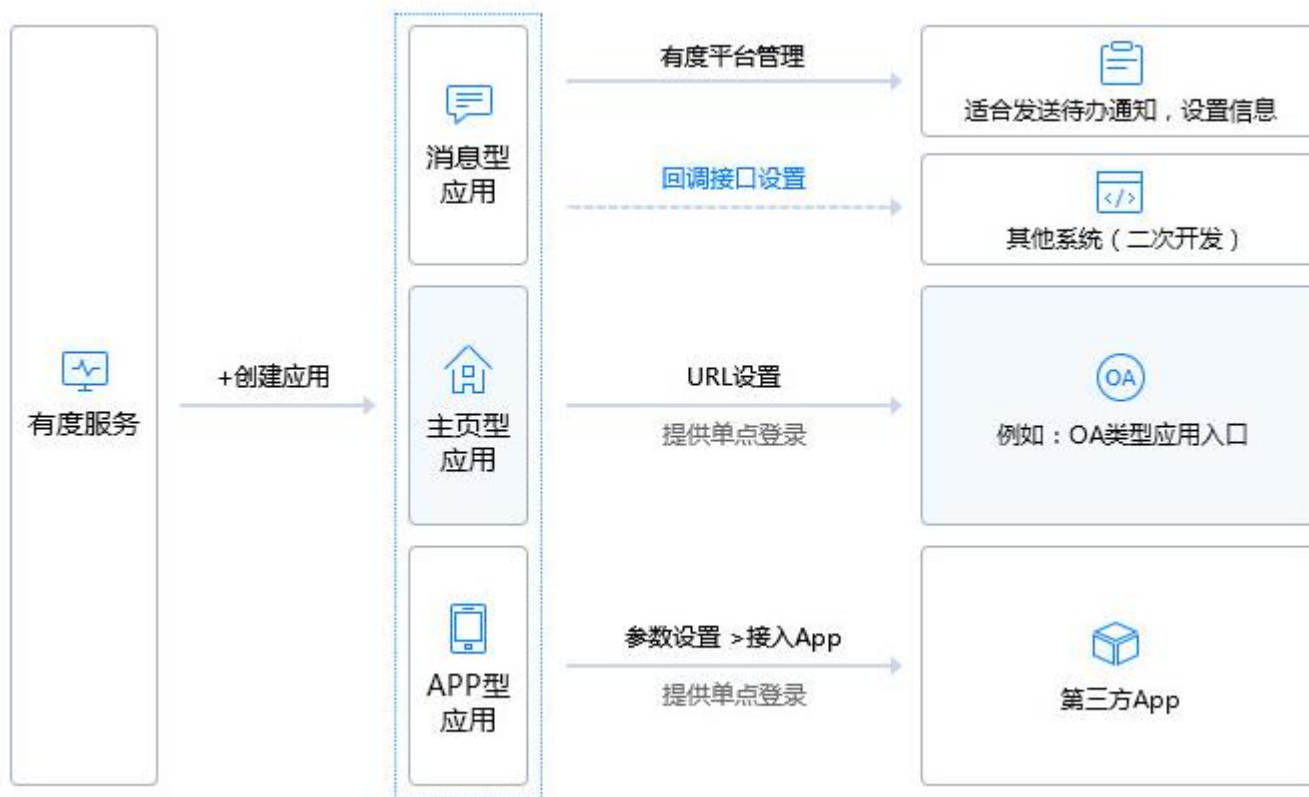 有度服务
+创建应用
消息型
应用
有度平台管理
适合发送待办通知，设置信息
回调接口设置
</>
其他系统（二次开发）
主页型
应用
URL设置
提供单点登录
OA
例如：OA类型应用入口
APP型
应用
参数设置 >接入App
提供单点登录
第三方App